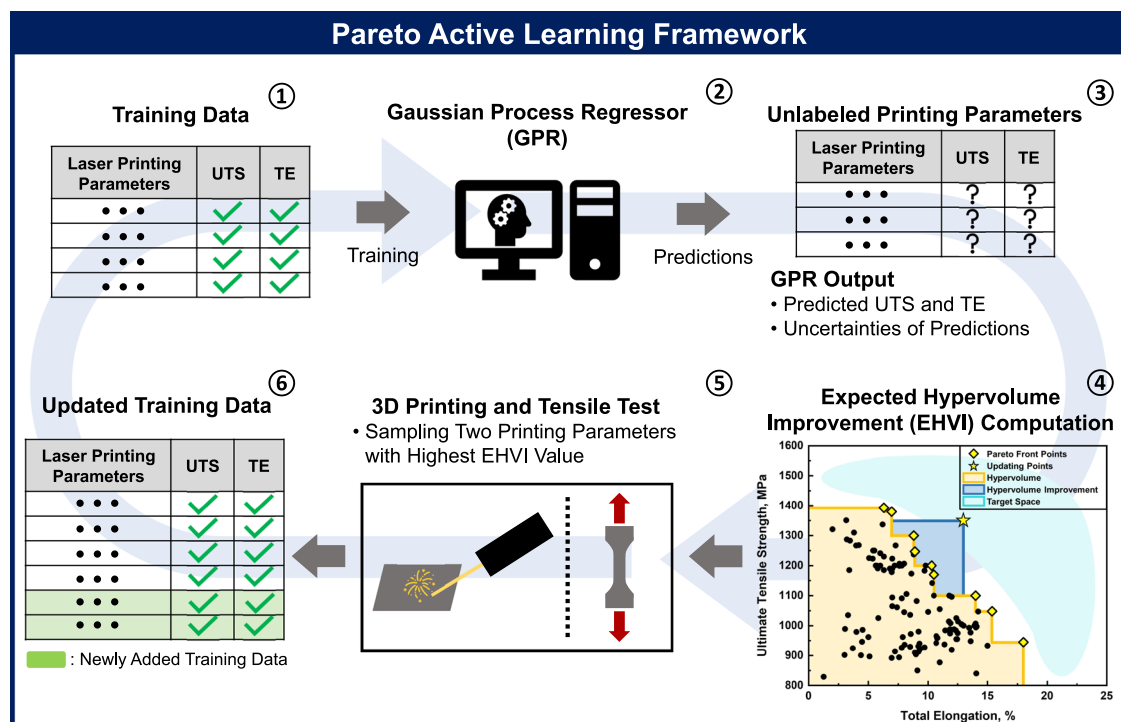 Pareto Active Learning Framework
①
Training Data
Laser Printing
Parameters
UTS
TE
• • •
• • •
• • •
• • •
Training
②
Gaussian Process Regressor
(GPR)
Predictions
③
Unlabeled Printing Parameters
Laser Printing
Parameters
UTS
TE
• • • ? ?
• • • ? ?
• • • ? ?
GPR Output
• Predicted UTS and TE
• Uncertainties of Predictions
④
Expected Hypervolume
Improvement (EHVI) Computation
Pareto Front Points
Updating Points
Hypervolume
Hypervolume Improvement
Target Space
Ultimate Tensile Strength, MPa
1600
1500
1400
1300
1200
1100
1000
900
800
0 5 10 15 20 25
Total Elongation, %
⑤
3D Printing and Tensile Test
• Sampling Two Printing Parameters
with Highest EHVI Value
⑥
Updated Training Data
Laser Printing
Parameters
UTS
TE
• • •
• • •
• • •
• • •
• • •
• • •
: Newly Added Training Data